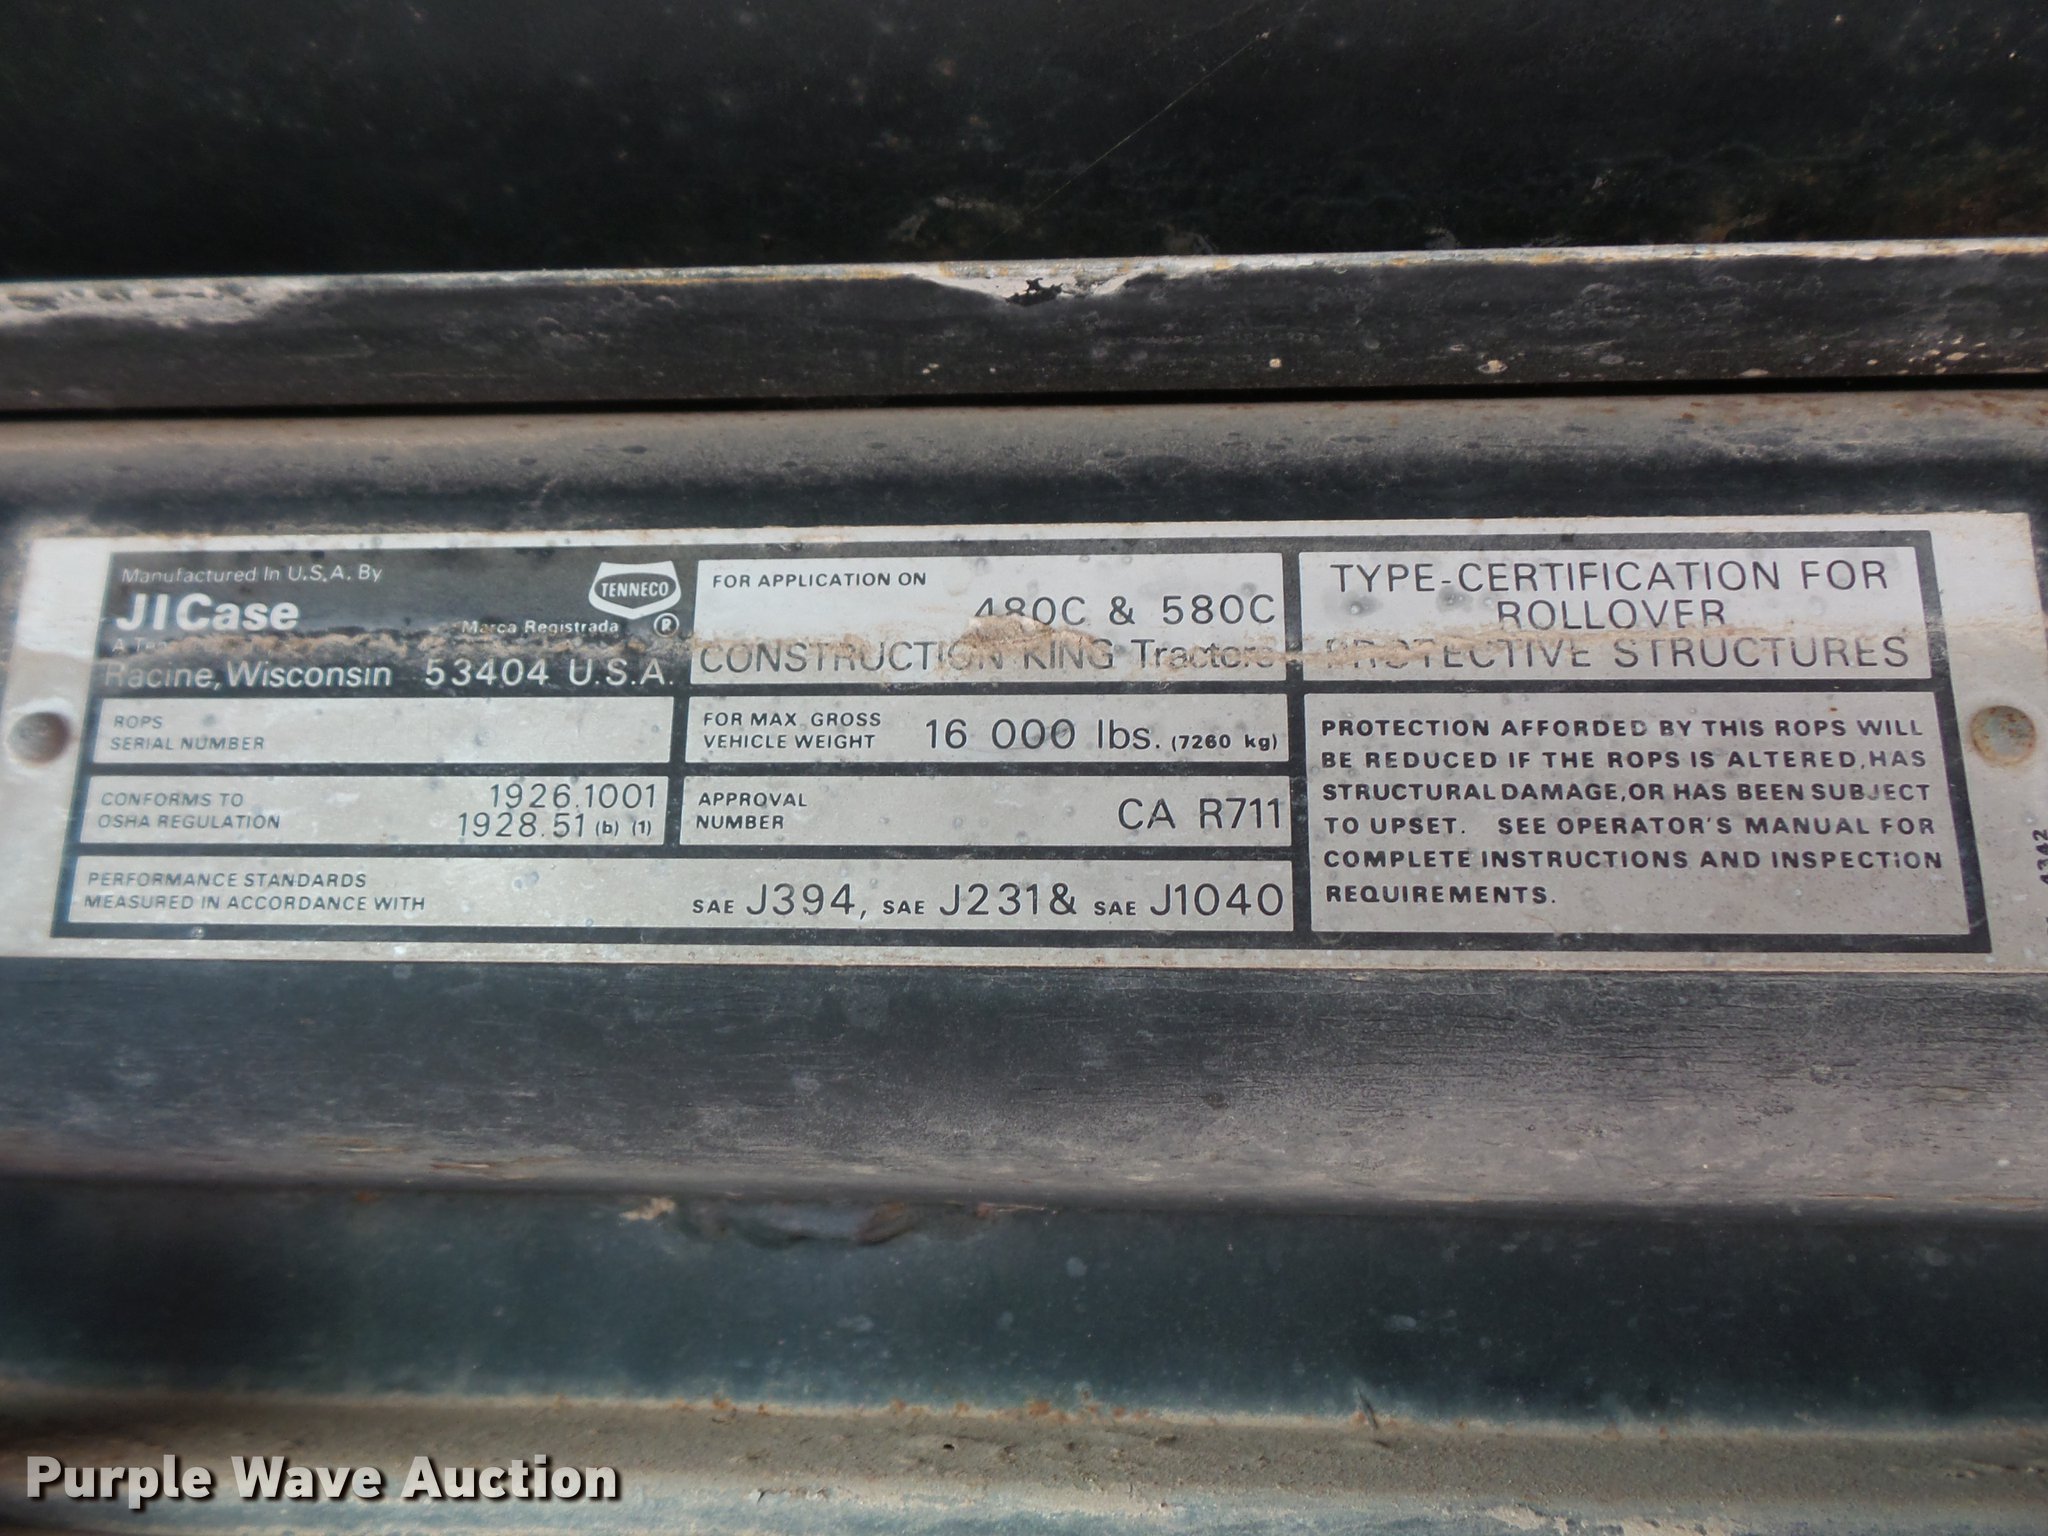 Manufactured In U.S.A. By
JI Case
TENNECO
Marca Registrada ®
A
Racine, Wisconsin 53404 U.S.A.
ROPS
SERIAL NUMBER
CONFORMS TO
OSHA REGULATION
1926.1001
1928.51 (b) (1)
PERFORMANCE STANDARDS
MEASURED IN ACCORDANCE WITH
SAE J394, SAE J231 & SAE J1040
FOR APPLICATION ON
480C & 580C
CONSTRUCTION KING Tractors
FOR MAX. GROSS
VEHICLE WEIGHT
16 000 lbs. (7260 kg)
APPROVAL
NUMBER
CA R711
TYPE-CERTIFICATION FOR
ROLLOVER
PROTECTIVE STRUCTURES
PROTECTION AFFORDED BY THIS ROPS WILL
BE REDUCED IF THE ROPS IS ALTERED, HAS
STRUCTURAL DAMAGE, OR HAS BEEN SUBJECT
TO UPSET. SEE OPERATOR'S MANUAL FOR
COMPLETE INSTRUCTIONS AND INSPECTION
REQUIREMENTS.
Purple Wave Auction